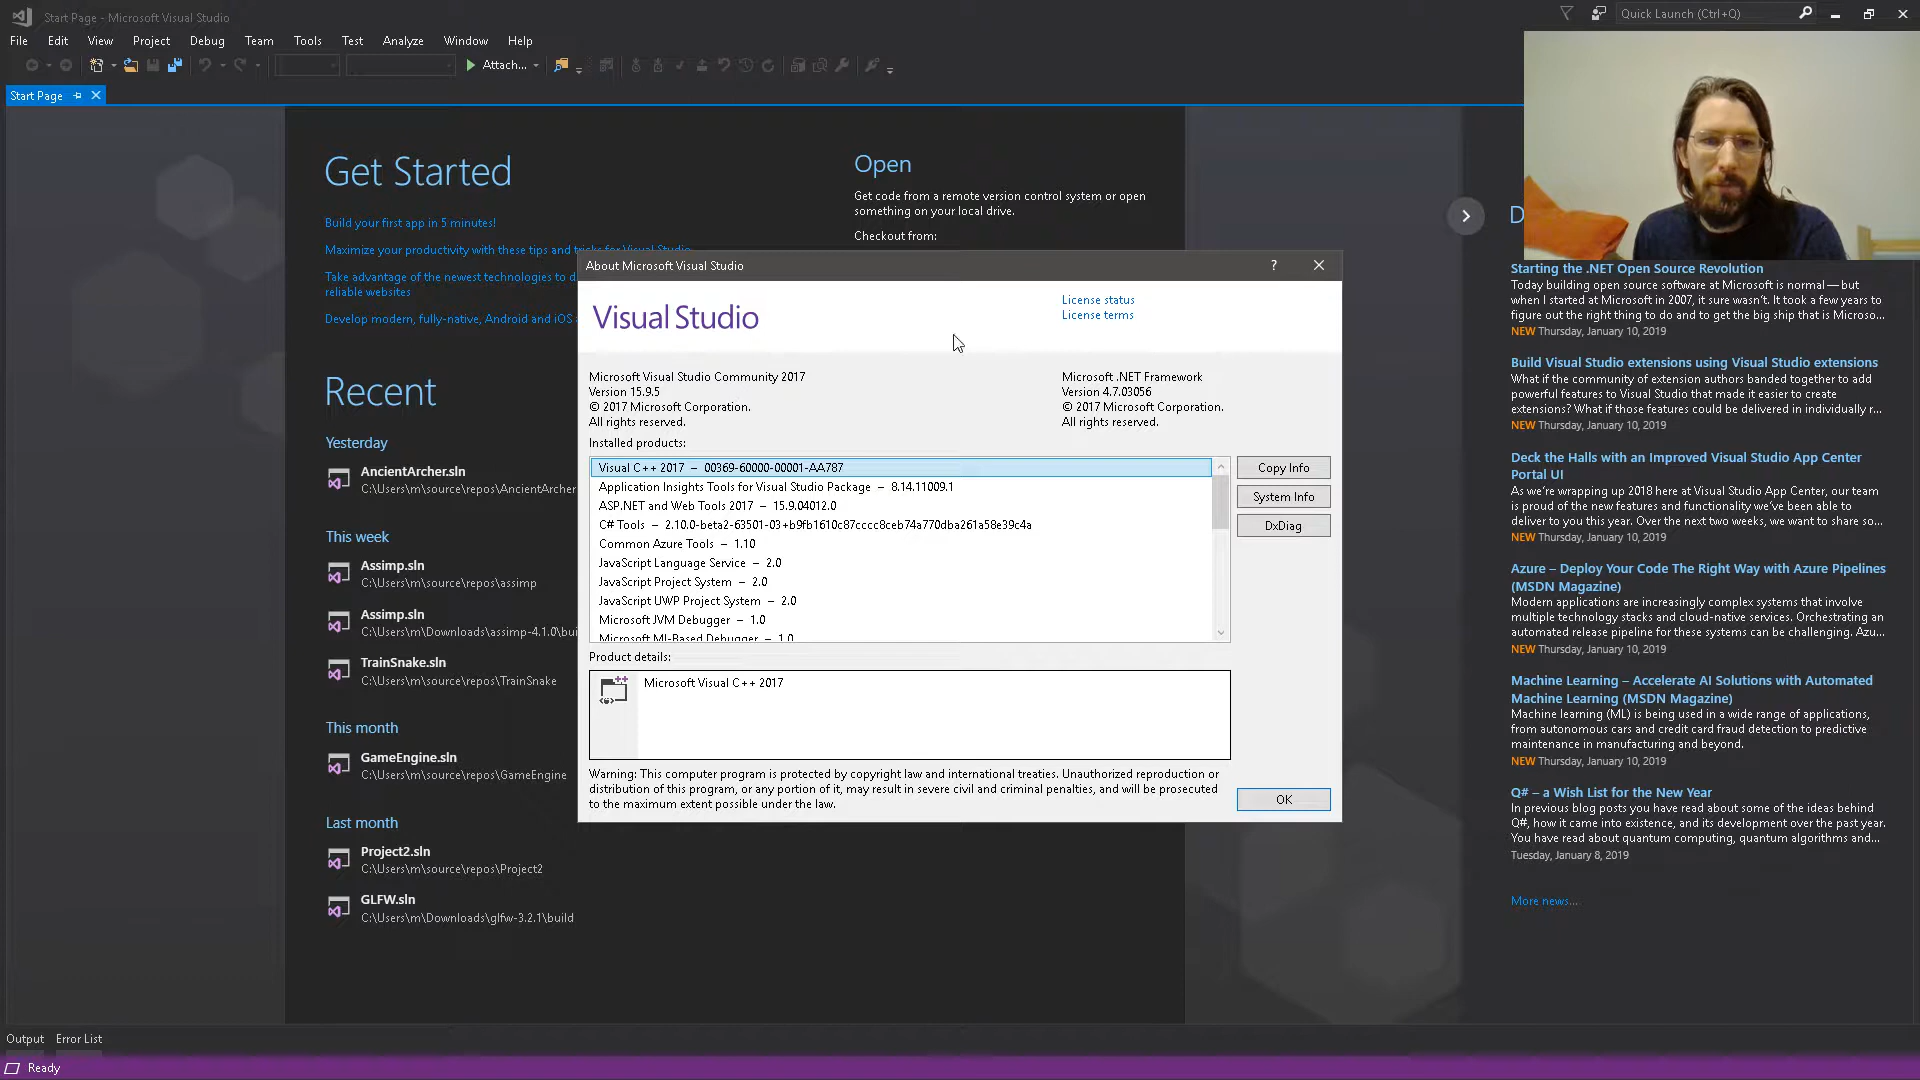 Start Page - Microsoft Visual Studio
Quick Launch (Ctrl+Q)
File Edit View Project Debug Team Tools Test Analyze Window Help
Attach...
Start Page
Get Started
Build your first app in 5 minutes!
Maximize your productivity with these tips and tricks for Visual Studio
Take advantage of the newest technologies to d
reliable websites
Develop modern, fully-native, Android and iOS
Recent
Yesterday
AncientArcher.sln
C:\Users\m\source\repos\AncientArcher
This week
Assimp.sln
C:\Users\m\source\repos\assimp
Assimp.sln
C:\Users\m\Downloads\assimp-4.1.0\bui
TrainSnake.sln
C:\Users\m\source\repos\TrainSnake
This month
GameEngine.sln
C:\Users\m\source\repos\GameEngine
Last month
Project2.sln
C:\Users\m\source\repos\Project2
GLFW.sln
C:\Users\m\Downloads\glfw-3.2.1\build
Open
Get code from a remote version control system or open
something on your local drive.
Checkout from:
About Microsoft Visual Studio
?
Visual Studio
License status
License terms
Microsoft Visual Studio Community 2017
Version 15.9.5
© 2017 Microsoft Corporation.
All rights reserved.
Microsoft .NET Framework
Version 4.7.03056
© 2017 Microsoft Corporation.
All rights reserved.
Installed products:
Visual C++ 2017 – 00369-60000-00001-AA787
Application Insights Tools for Visual Studio Package – 8.14.11009.1
ASP.NET and Web Tools 2017 – 15.9.04012.0
C# Tools – 2.10.0-beta2-63501-03+b9fb1610c87cccc8ceb74a770dba261a58e39c4a
Common Azure Tools – 1.10
JavaScript Language Service – 2.0
JavaScript Project System – 2.0
JavaScript UWP Project System – 2.0
Microsoft JVM Debugger – 1.0
Microsoft MI-Based Debugger – 1.0
Copy Info
System Info
DxDiag
Product details:
Microsoft Visual C++ 2017
Warning: This computer program is protected by copyright law and international treaties. Unauthorized reproduction or
distribution of this program, or any portion of it, may result in severe civil and criminal penalties, and will be prosecuted
to the maximum extent possible under the law.
OK
D
Starting the .NET Open Source Revolution
Today building open source software at Microsoft is normal — but
when I started at Microsoft in 2007, it sure wasn't. It took a few years to
figure out the right thing to do and to get the big ship that is Microso...
NEW Thursday, January 10, 2019
Build Visual Studio extensions using Visual Studio extensions
What if the community of extension authors banded together to add
powerful features to Visual Studio that made it easier to create
extensions? What if those features could be delivered in individually r...
NEW Thursday, January 10, 2019
Deck the Halls with an Improved Visual Studio App Center
Portal UI
As we're wrapping up 2018 here at Visual Studio App Center, our team
is proud of the new features and functionality we've been able to
deliver to you this year. Over the next two weeks, we want to share so...
NEW Thursday, January 10, 2019
Azure – Deploy Your Code The Right Way with Azure Pipelines
(MSDN Magazine)
Modern applications are increasingly complex systems that involve
multiple technology stacks and cloud-native services. Orchestrating an
automated release pipeline for these systems can be challenging. Azu...
NEW Thursday, January 10, 2019
Machine Learning – Accelerate AI Solutions with Automated
Machine Learning (MSDN Magazine)
Machine learning (ML) is being used in a wide range of applications,
from autonomous cars and credit card fraud detection to predictive
maintenance in manufacturing and beyond.
NEW Thursday, January 10, 2019
Q# – a Wish List for the New Year
In previous blog posts you have read about some of the ideas behind
Q#, how it came into existence, and its development over the past year.
You have read about quantum computing, quantum algorithms and...
Tuesday, January 8, 2019
More news...
Output Error List
Ready